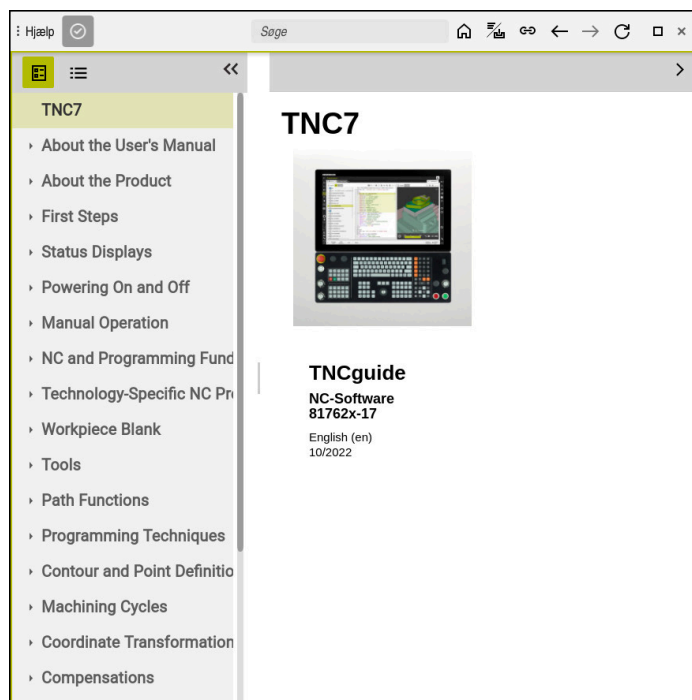 Hjælp
Søge
TNC7
About the User's Manual
About the Product
First Steps
Status Displays
Powering On and Off
Manual Operation
NC and Programming Fund
Technology-Specific NC Pr
Workpiece Blank
Tools
Path Functions
Programming Techniques
Contour and Point Definitio
Machining Cycles
Coordinate Transformation
Compensations
TNC7
TNCguide
NC-Software
81762x-17
English (en)
10/2022